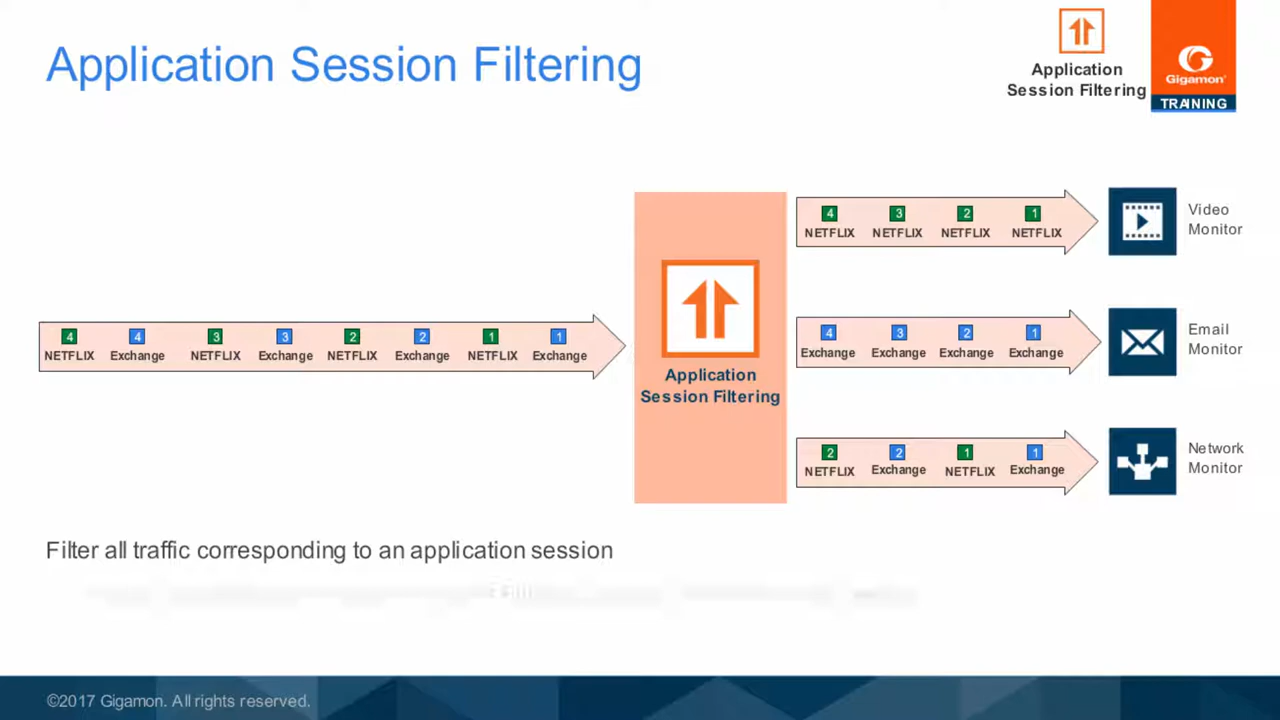 Application Session Filtering
Application
Session Filtering
Gigamon®
TRAINING
4 3 2 1
NETFLIX NETFLIX NETFLIX NETFLIX
Video
Monitor
4 4 3 3 2 2 1 1
NETFLIX Exchange NETFLIX Exchange NETFLIX Exchange NETFLIX Exchange
Application
Session Filtering
4 3 2 1
Exchange Exchange Exchange Exchange
Email
Monitor
2 2 1 1
NETFLIX Exchange NETFLIX Exchange
Network
Monitor
Filter all traffic corresponding to an application session
©2017 Gigamon. All rights reserved.